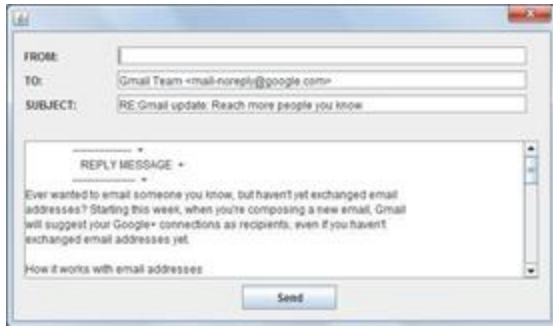 FROM:
TO: Gmail Team <mail-noreply@google.com>
SUBJECT: RE:Gmail update: Reach more people you know
------------------ *
REPLY MESSAGE *
------------------ *
Ever wanted to email someone you know, but haven't yet exchanged email
addresses? Starting this week, when you're composing a new email, Gmail
will suggest your Google+ connections as recipients, even if you haven't
exchanged email addresses yet.
How it works with email addresses
Send